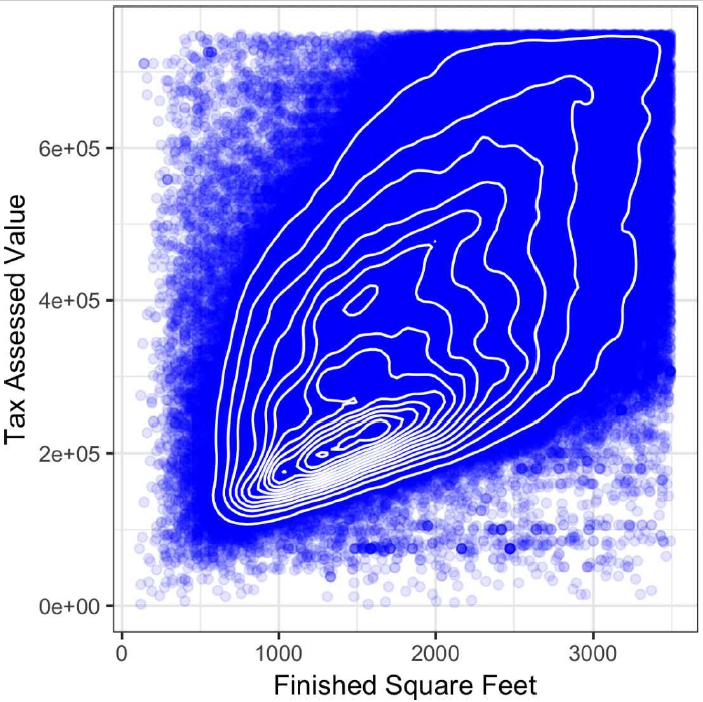 Tax Assessed Value
6e+05
4e+05
2e+05
0e+00
0 1000 2000 3000
Finished Square Feet